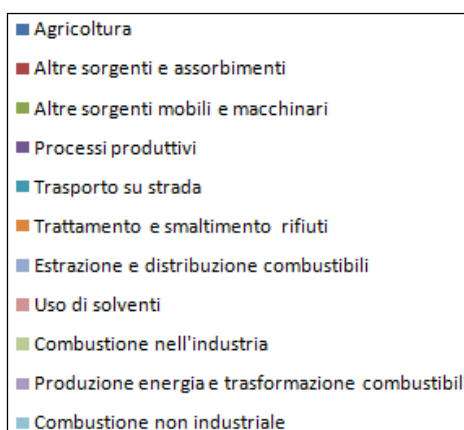 Agricoltura
Altre sorgenti e assorbimenti
Altre sorgenti mobili e macchinari
Processi produttivi
Trasporto su strada
Trattamento e smaltimento rifiuti
Estrazione e distribuzione combustibili
Uso di solventi
Combustione nell'industria
Produzione energia e trasformazione combustibil
Combustione non industriale